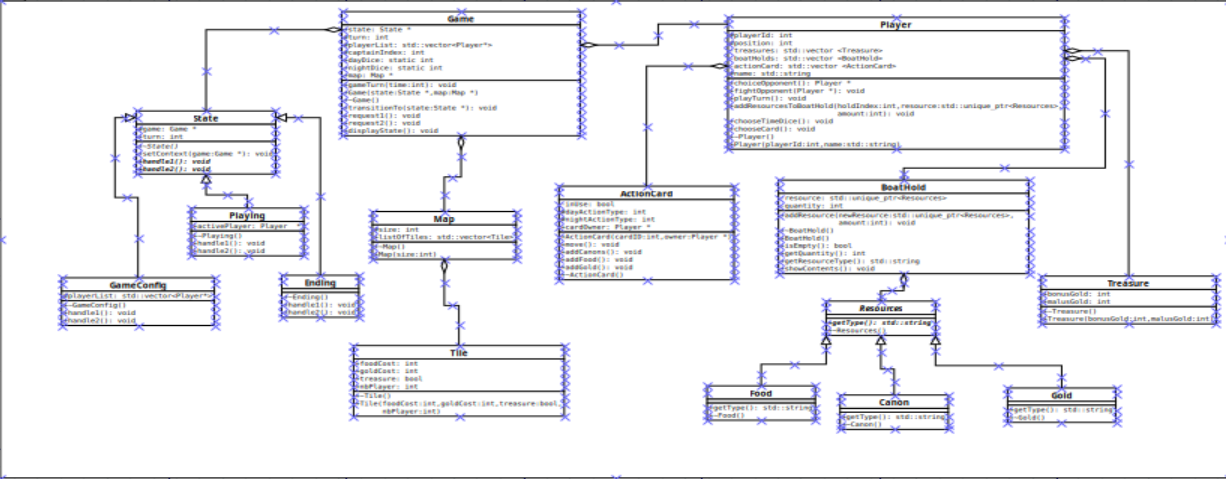 Game
state: State *
turn: int
playerList: std::vector<Player*>
captainIndex: int
dayDice: static int
nightDice: static int
map: Map *
gameTurn(time:int): void
Game(state:State *,map:Map *)
~Game()
transitionTo(state:State *): void
request1(): void
request2(): void
displayState(): void
Player
playerId: int
position: int
treasures: std::vector <Treasure>
boatHolds: std::vector <BoatHold>
actionCard: std::vector <ActionCard>
name: std::string
choiceOpponent(): Player *
fightOpponent(Player *): void
playTurn(): void
addResourcesToBoatHold(holdIndex:int,resource:std::unique_ptr<Resources>
amount:int): void
chooseTimeDice(): void
chooseCard(): void
~Player()
Player(playerId:int,name:std::string)
State
game: Game *
turn: int
~State()
setContext(game:Game *): void
handle1(): void
handle2(): void
Playing
activePlayer: Player *
~Playing()
handle1(): void
handle2(): void
GameConfig
playerList: std::vector<Player*>
~GameConfig()
handle1(): void
handle2(): void
Ending
~Ending()
handle1(): void
handle2(): void
Map
size: int
listOfTiles: std::vector<Tile>
~Map()
Map(size:int)
Tile
foodCost: int
goldCost: int
treasure: bool
nbPlayer: int
~Tile()
Tile(foodCost:int,goldCost:int,treasure:bool,
nbPlayer:int)
ActionCard
inUse: bool
dayActionType: int
nightActionType: int
cardOwner: Player *
ActionCard(cardID:int,owner:Player *)
move(): void
addCanons(): void
addFood(): void
addGold(): void
~ActionCard()
BoatHold
resource: std::unique_ptr<Resources>
quantity: int
addResource(newResource:std::unique_ptr<Resources>,
amount:int): void
~BoatHold()
BoatHold()
isEmpty(): bool
getQuantity(): int
getResourceType(): std::string
showContents(): void
Treasure
bonusGold: int
malusGold: int
~Treasure()
Treasure(bonusGold:int,malusGold:int)
Resources
getType(): std::string
~Resources()
Food
getType(): std::string
~Food()
Canon
getType(): std::string
~Canon()
Gold
getType(): std::string
~Gold()